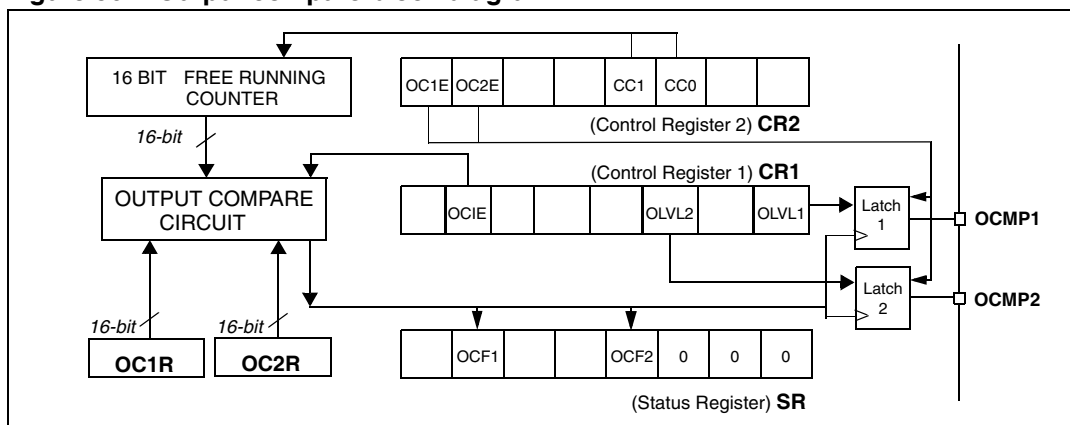 16 BIT FREE RUNNING
COUNTER
OC1E OC2E CC1 CC0
(Control Register 2) CR2
16-bit
(Control Register 1) CR1
OUTPUT COMPARE
CIRCUIT
OCIE OLVL2 OLVL1
Latch
1
OCMP1
Latch
2
OCMP2
16-bit
16-bit
OC1R
OC2R
OCF1 OCF2 0 0 0
(Status Register) SR